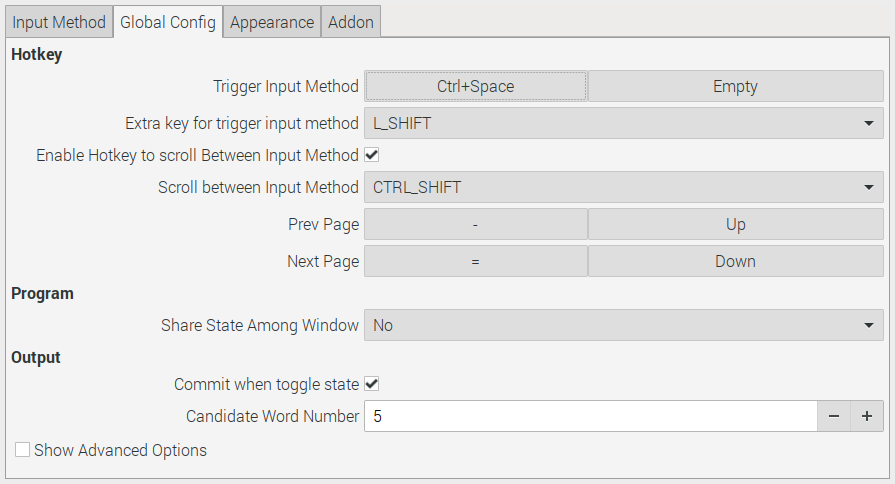 Input Method Global Config Appearance Addon
Hotkey
Trigger Input Method Ctrl+Space Empty
Extra key for trigger input method L_SHIFT
Enable Hotkey to scroll Between Input Method
Scroll between Input Method CTRL_SHIFT
Prev Page - Up
Next Page = Down
Program
Share State Among Window No
Output
Commit when toggle state
Candidate Word Number 5 − +
Show Advanced Options